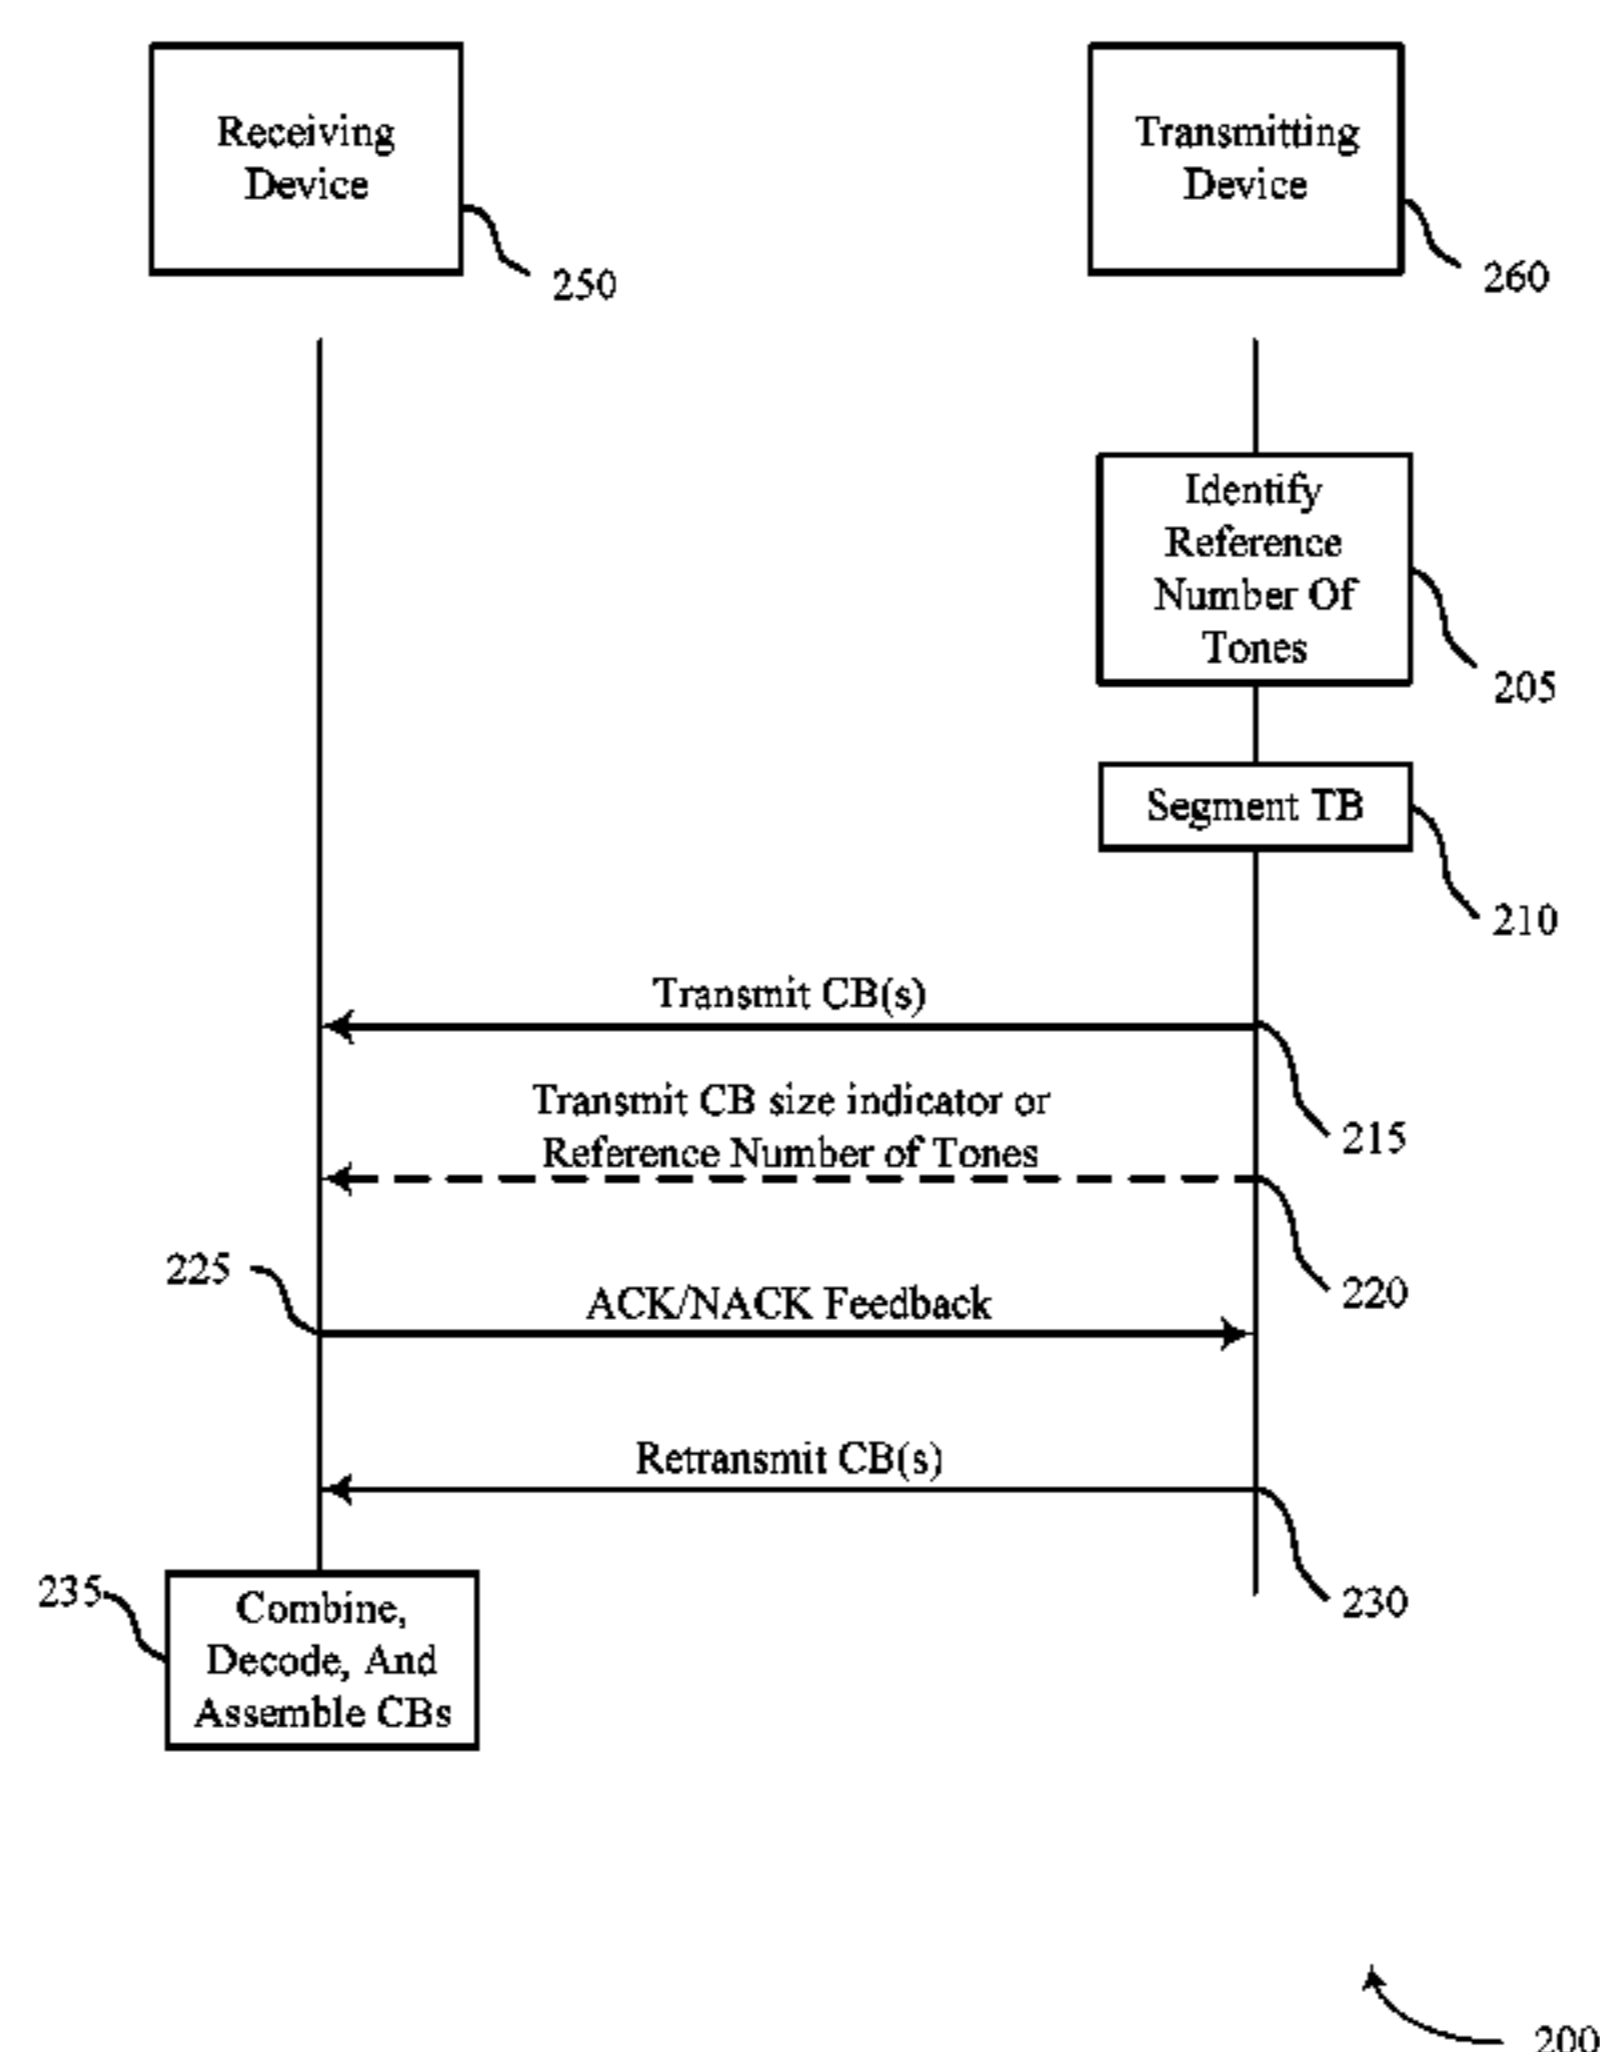 Receiving
Device
250
Transmitting
Device
260
Identify
Reference
Number Of
Tones
205
Segment TB
210
Transmit CB(s)
215
Transmit CB size indicator or
Reference Number of Tones
220
225
ACK/NACK Feedback
Retransmit CB(s)
230
235
Combine,
Decode, And
Assemble CBs
200